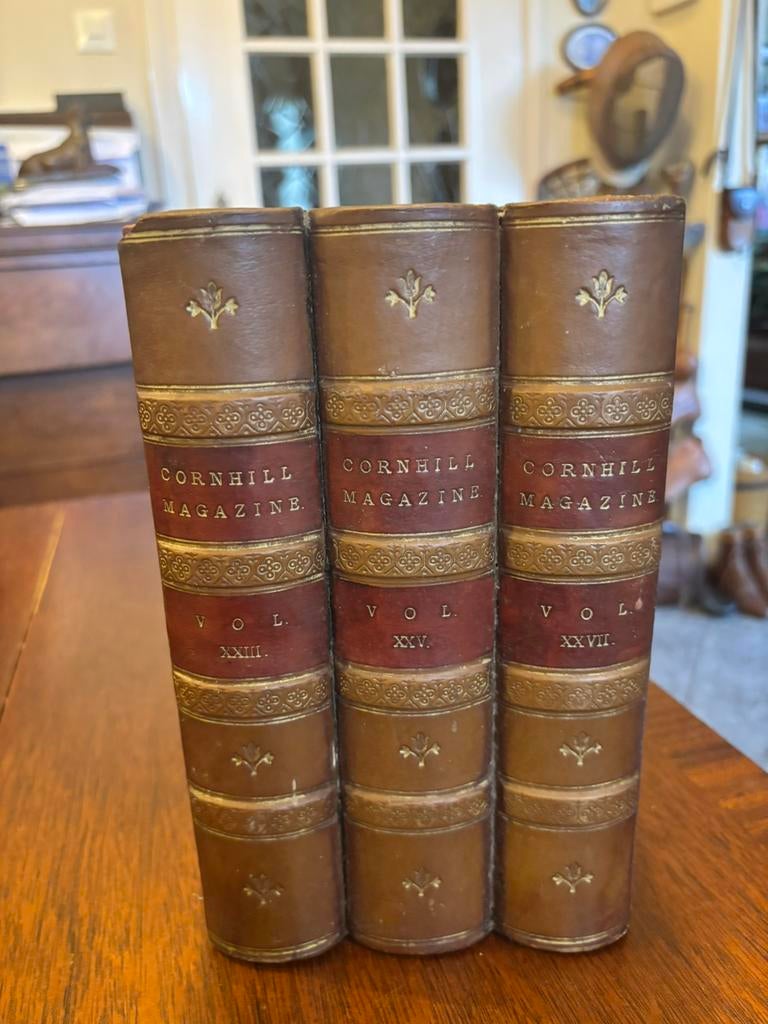 CORNHILL
MAGAZINE.
VOL.
XXIII.
CORNHILL
MAGAZINE.
VOL.
XXV.
CORNHILL
MAGAZINE
VOL.
XXVII.